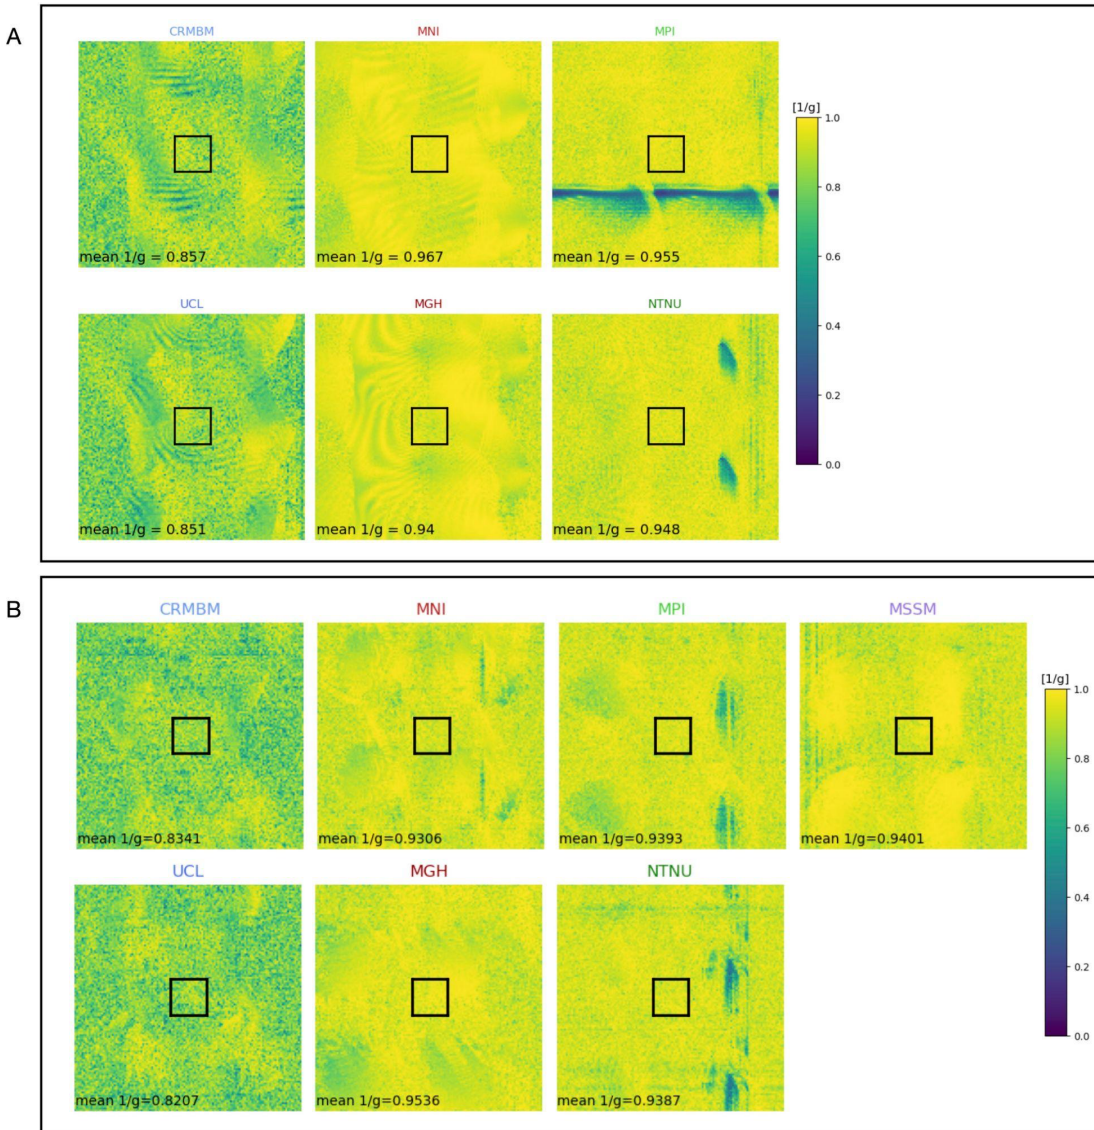 A
CRMBM
MNI
MPI
[1/g]
1.0
0.8
0.6
0.4
0.2
0.0
mean 1/g = 0.857
mean 1/g = 0.967
mean 1/g = 0.955
UCL
MGH
NTNU
mean 1/g = 0.851
mean 1/g = 0.94
mean 1/g = 0.948
B
CRMBM
MNI
MPI
MSSM
[1/g]
1.0
0.8
0.6
0.4
0.2
0.0
mean 1/g=0.8341
mean 1/g=0.9306
mean 1/g=0.9393
mean 1/g=0.9401
UCL
MGH
NTNU
mean 1/g=0.8207
mean 1/g=0.9536
mean 1/g=0.9387